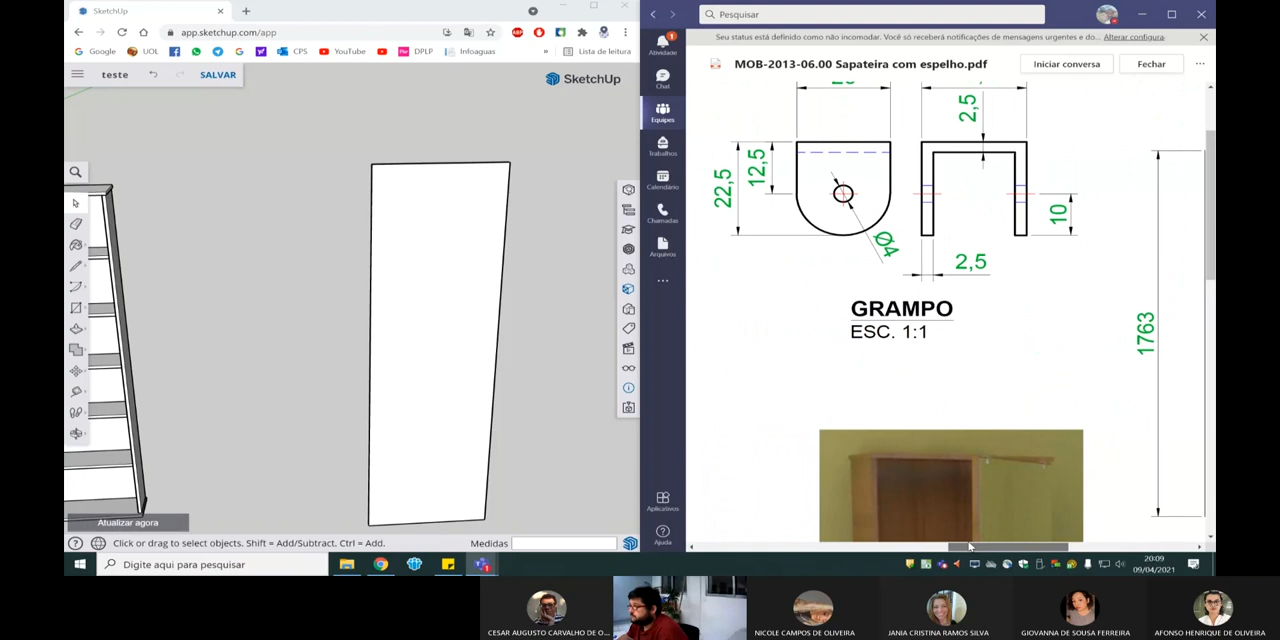 SketchUp
app.sketchup.com/app
Google
UOL
CPS
YouTube
DPLP
Infoaguas
»
Lista de leitura
teste
SALVAR
SketchUp
Atualizar agora
Click or drag to select objects. Shift = Add/Subtract. Ctrl = Add.
Medidas
Digite aqui para pesquisar
Pesquisar
Seu status está definido como não incomodar. Você só receberá notificações de mensagens urgentes e do... Alterar configura.
Atividade
1
Chat
Equipes
Trabalhos
Calendário
Chamadas
Arquivos
Aplicativos
Ajuda
MOB-2013-06.00 Sapateira com espelho.pdf
Iniciar conversa
Fechar
2,5
22,5
12,5
Ø4
10
2,5
GRAMPO
ESC. 1:1
1763
20:09
09/04/2021
CESAR AUGUSTO CARVALHO DE O...
NICOLE CAMPOS DE OLIVEIRA
JANIA CRISTINA RAMOS SILVA
GIOVANNA DE SOUSA FERREIRA
AFONSO HENRIQUE DE OLIVEIRA